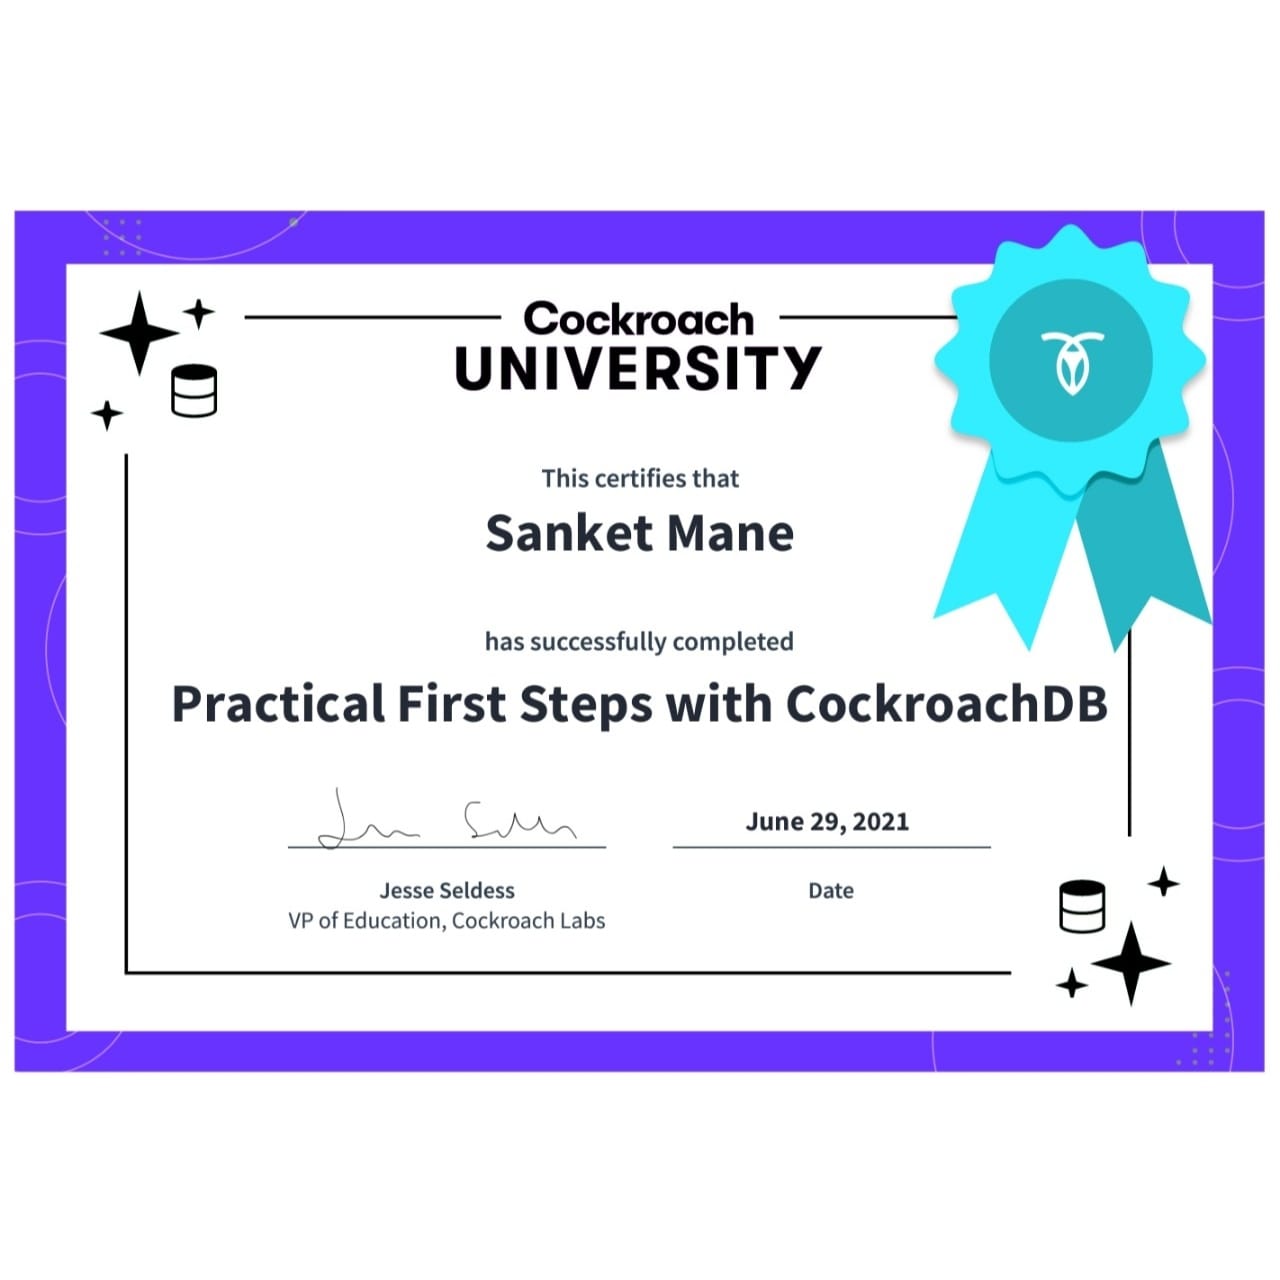 Cockroach
UNIVERSITY
This certifies that
Sanket Mane
has successfully completed
Practical First Steps with CockroachDB
June 29, 2021
Jesse Seldess
VP of Education, Cockroach Labs
Date